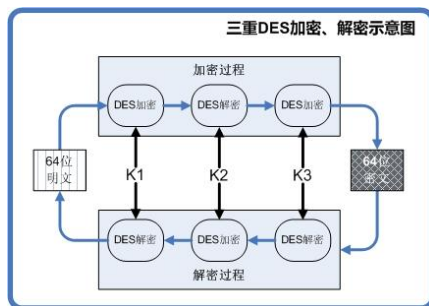 三重DES加密、解密示意图
加密过程
DES加密
DES解密
DES加密
64位
明文
K1
K2
K3
64位
密文
DES解密
DES加密
DES解密
解密过程